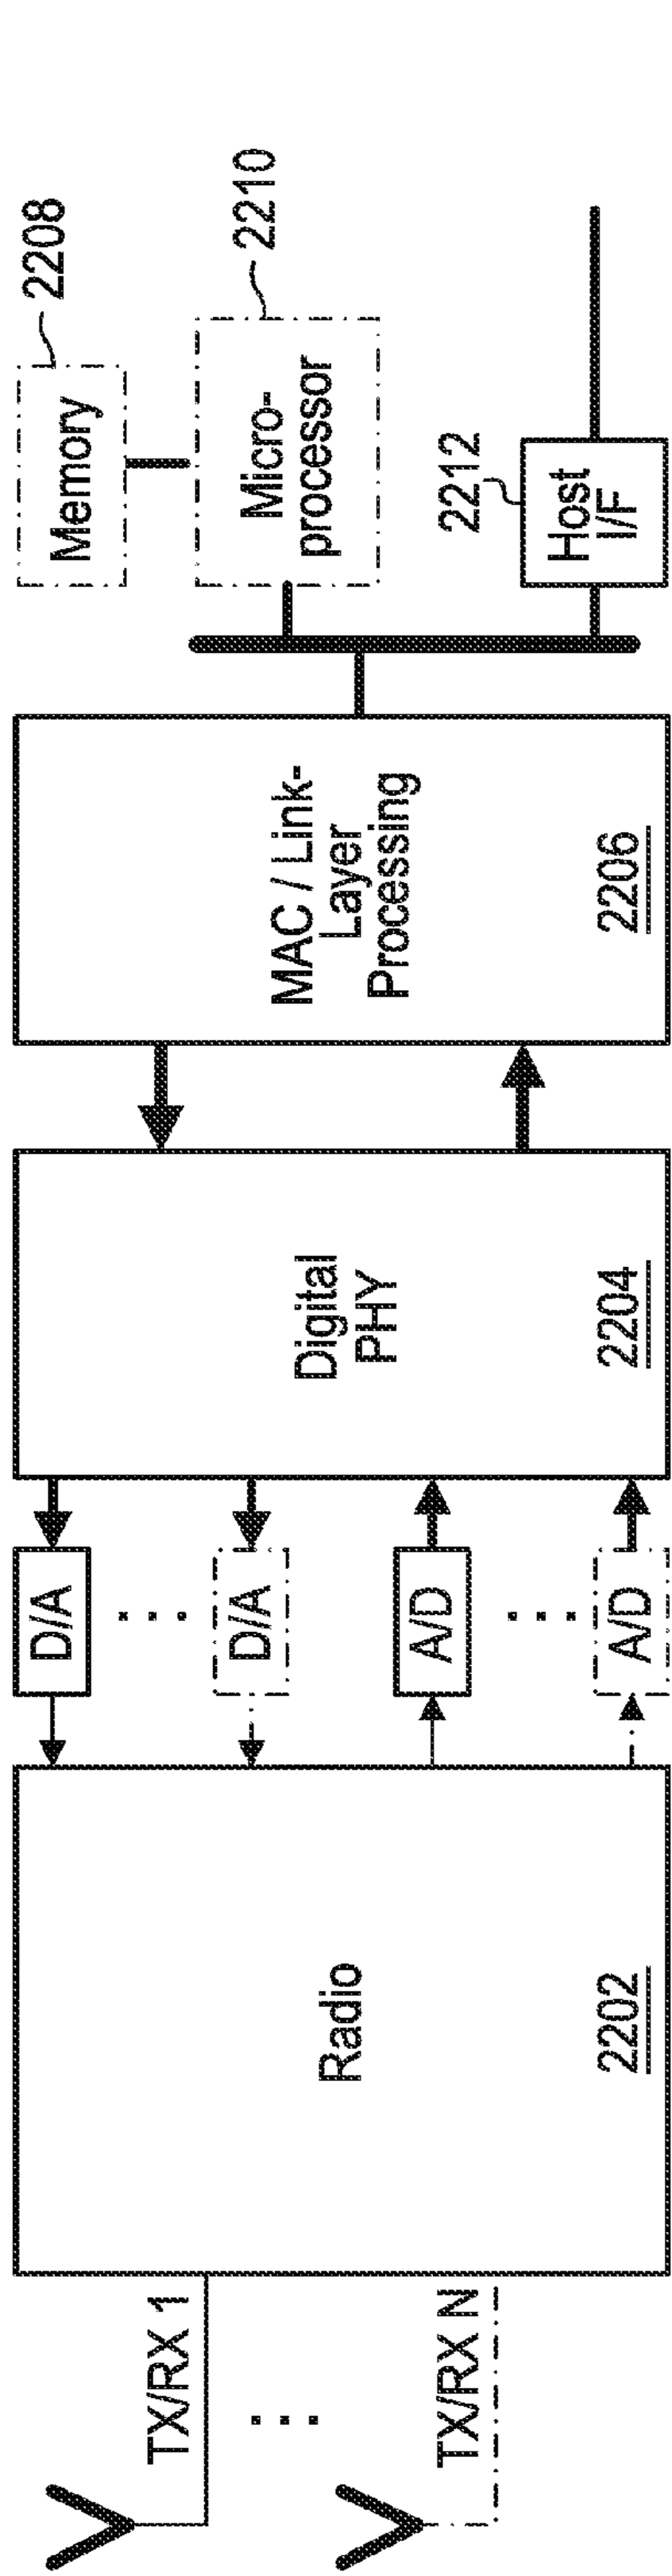 TX/RX 1
TX/RX N
Radio
2202
D/A
D/A
A/D
A/D
Digital
PHY
2204
MAC / Link-
Layer
Processing
2206
Memory
2208
Micro-
processor
2210
2212
Host
I/F